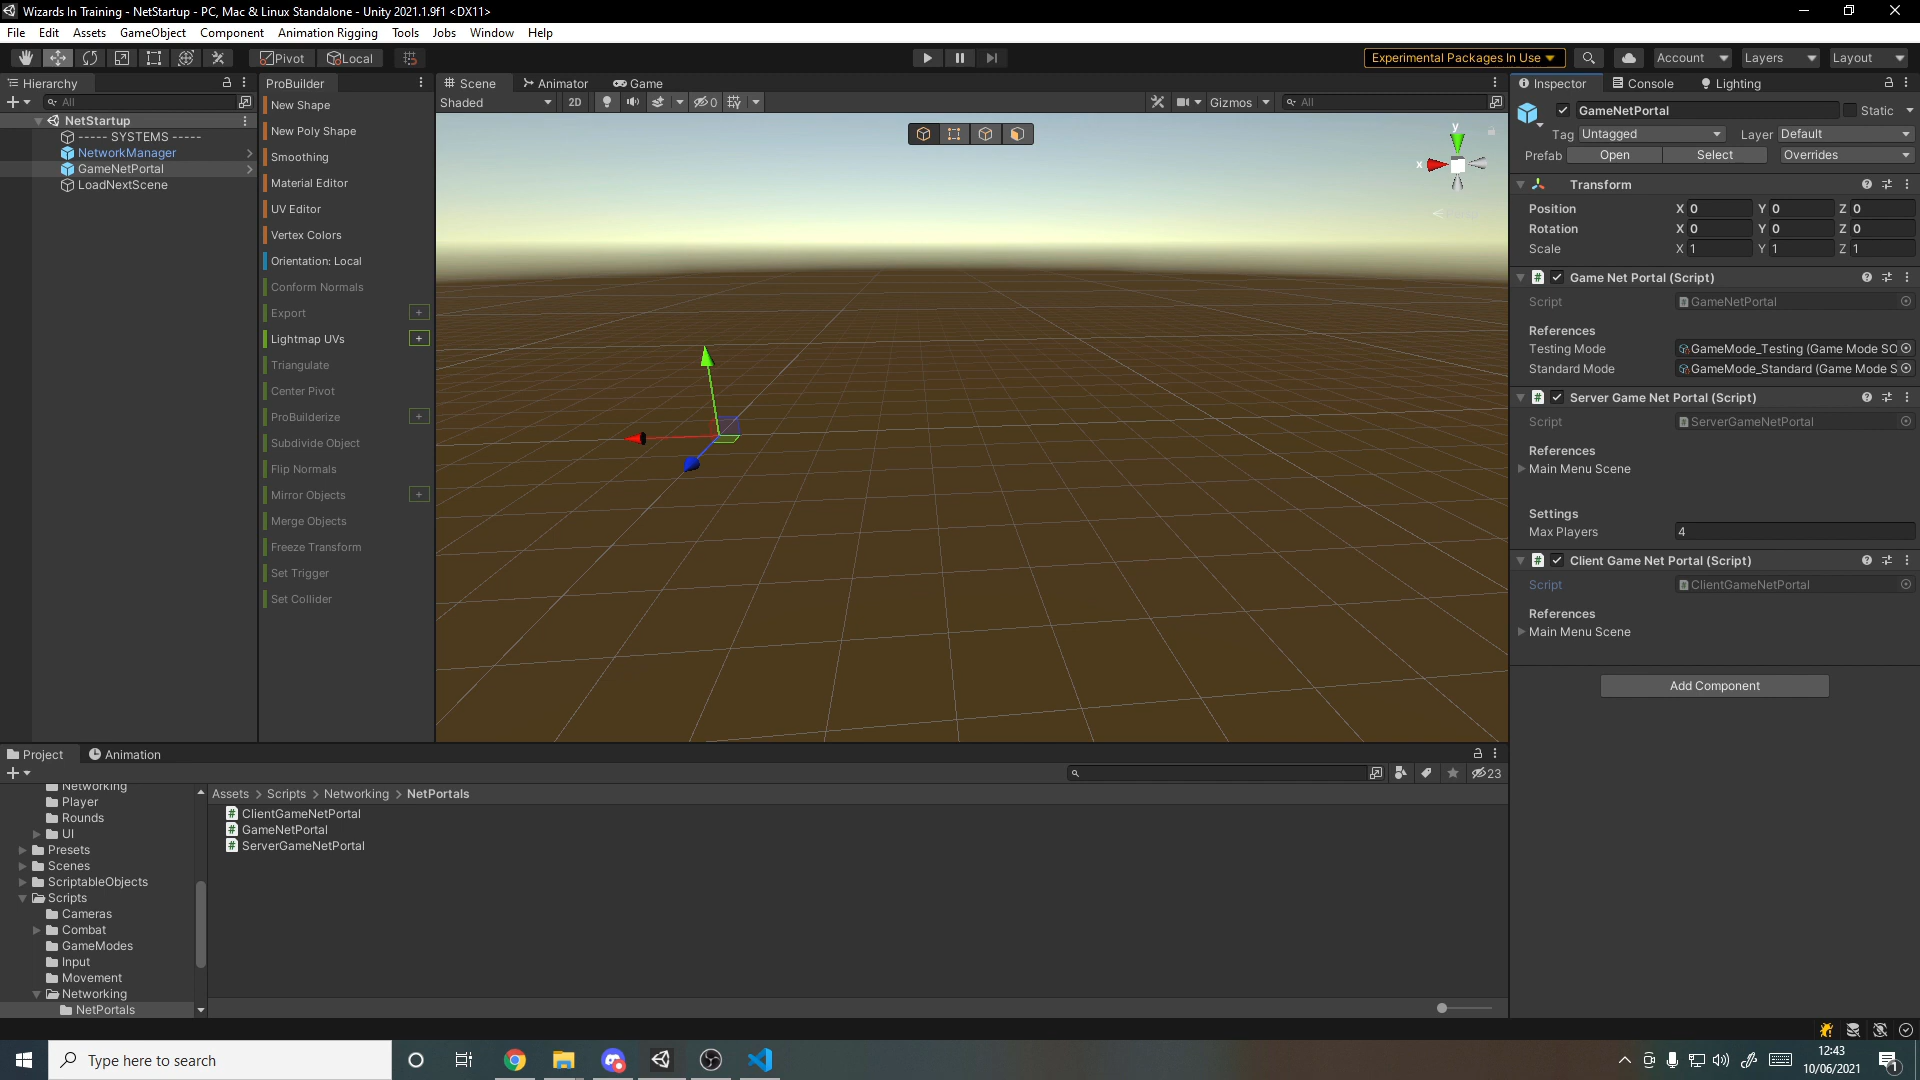 Wizards In Training - NetStartup - PC, Mac & Linux Standalone - Unity 2021.1.9f1 <DX11>
File Edit Assets GameObject Component Animation Rigging Tools Jobs Window Help
Pivot Local
Experimental Packages In Use Account Layers Layout
Hierarchy
All
NetStartup
----- SYSTEMS -----
NetworkManager
GameNetPortal
LoadNextScene
ProBuilder
New Shape
New Poly Shape
Smoothing
Material Editor
UV Editor
Vertex Colors
Orientation: Local
Conform Normals
Export +
Lightmap UVs +
Triangulate
Center Pivot
ProBuilderize +
Subdivide Object
Flip Normals
Mirror Objects +
Merge Objects
Freeze Transform
Set Trigger
Set Collider
Scene Animator Game
Shaded 2D 0 Gizmos All
y
x
Inspector Console Lighting
GameNetPortal Static
Tag Untagged Layer Default
Prefab Open Select Overrides
Transform
Position X 0 Y 0 Z 0
Rotation X 0 Y 0 Z 0
Scale X 1 Y 1 Z 1
# Game Net Portal (Script)
Script GameNetPortal
References
Testing Mode GameMode_Testing (Game Mode SO
Standard Mode GameMode_Standard (Game Mode S
# Server Game Net Portal (Script)
Script ServerGameNetPortal
References
Main Menu Scene
Settings
Max Players 4
# Client Game Net Portal (Script)
Script ClientGameNetPortal
References
Main Menu Scene
Add Component
Project Animation
23
Networking
Player
Rounds
UI
Presets
Scenes
ScriptableObjects
Scripts
Cameras
Combat
GameModes
Input
Movement
Networking
NetPortals
Assets > Scripts > Networking > NetPortals
# ClientGameNetPortal
# GameNetPortal
# ServerGameNetPortal
Type here to search
12:43
10/06/2021
1